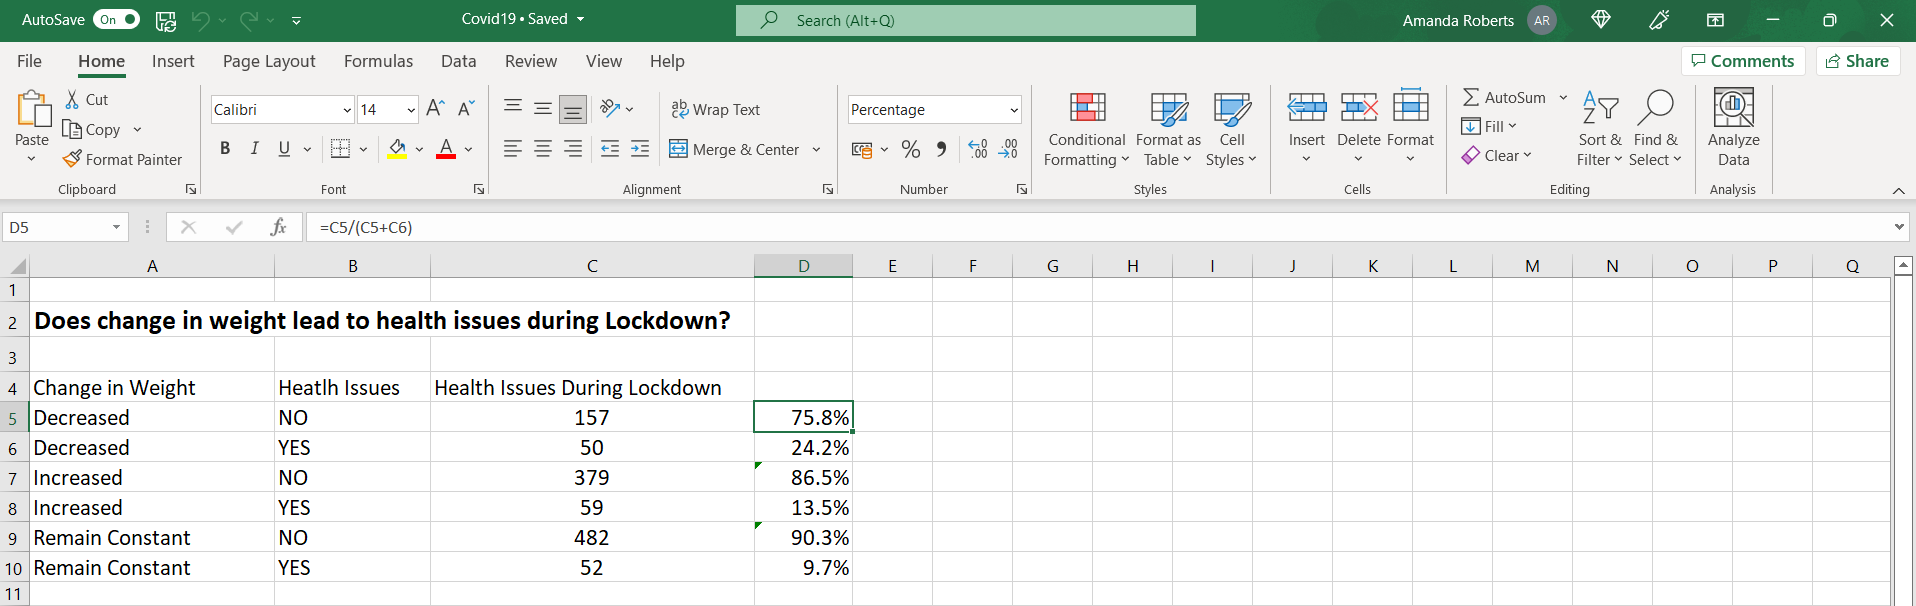 AutoSave On Covid19 • Saved Search (Alt+Q) Amanda Roberts AR
File Home Insert Page Layout Formulas Data Review View Help Comments Share
Paste Cut Copy Format Painter
Clipboard
Calibri 14 A A
B I U A
Font
ab Wrap Text
Merge & Center
Alignment
Percentage
% 9 .00 .00 0
Number
Conditional Formatting Format as Table Cell Styles
Styles
Insert Delete Format
Cells
AutoSum Fill Clear Sort & Filter Find & Select
Editing
Analyze Data
Analysis
D5 fx =C5/(C5+C6)
A B C D E F G H I J K L M N O P Q
1
2 Does change in weight lead to health issues during Lockdown?
3
4 Change in Weight Heatlh Issues Health Issues During Lockdown
5 Decreased NO 157 75.8%
6 Decreased YES 50 24.2%
7 Increased NO 379 86.5%
8 Increased YES 59 13.5%
9 Remain Constant NO 482 90.3%
10 Remain Constant YES 52 9.7%
11